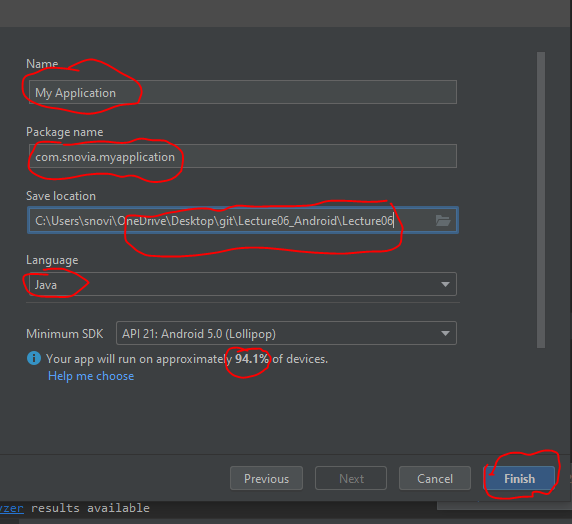 Name
My Application
Package name
com.snovia.myapplication
Save location
C:\Users\snovi\OneDrive\Desktop\git\Lecture06_Android\Lecture06
Language
Java
Minimum SDK API 21: Android 5.0 (Lollipop)
Your app will run on approximately 94.1% of devices.
Help me choose
Previous Next Cancel Finish
yzer results available